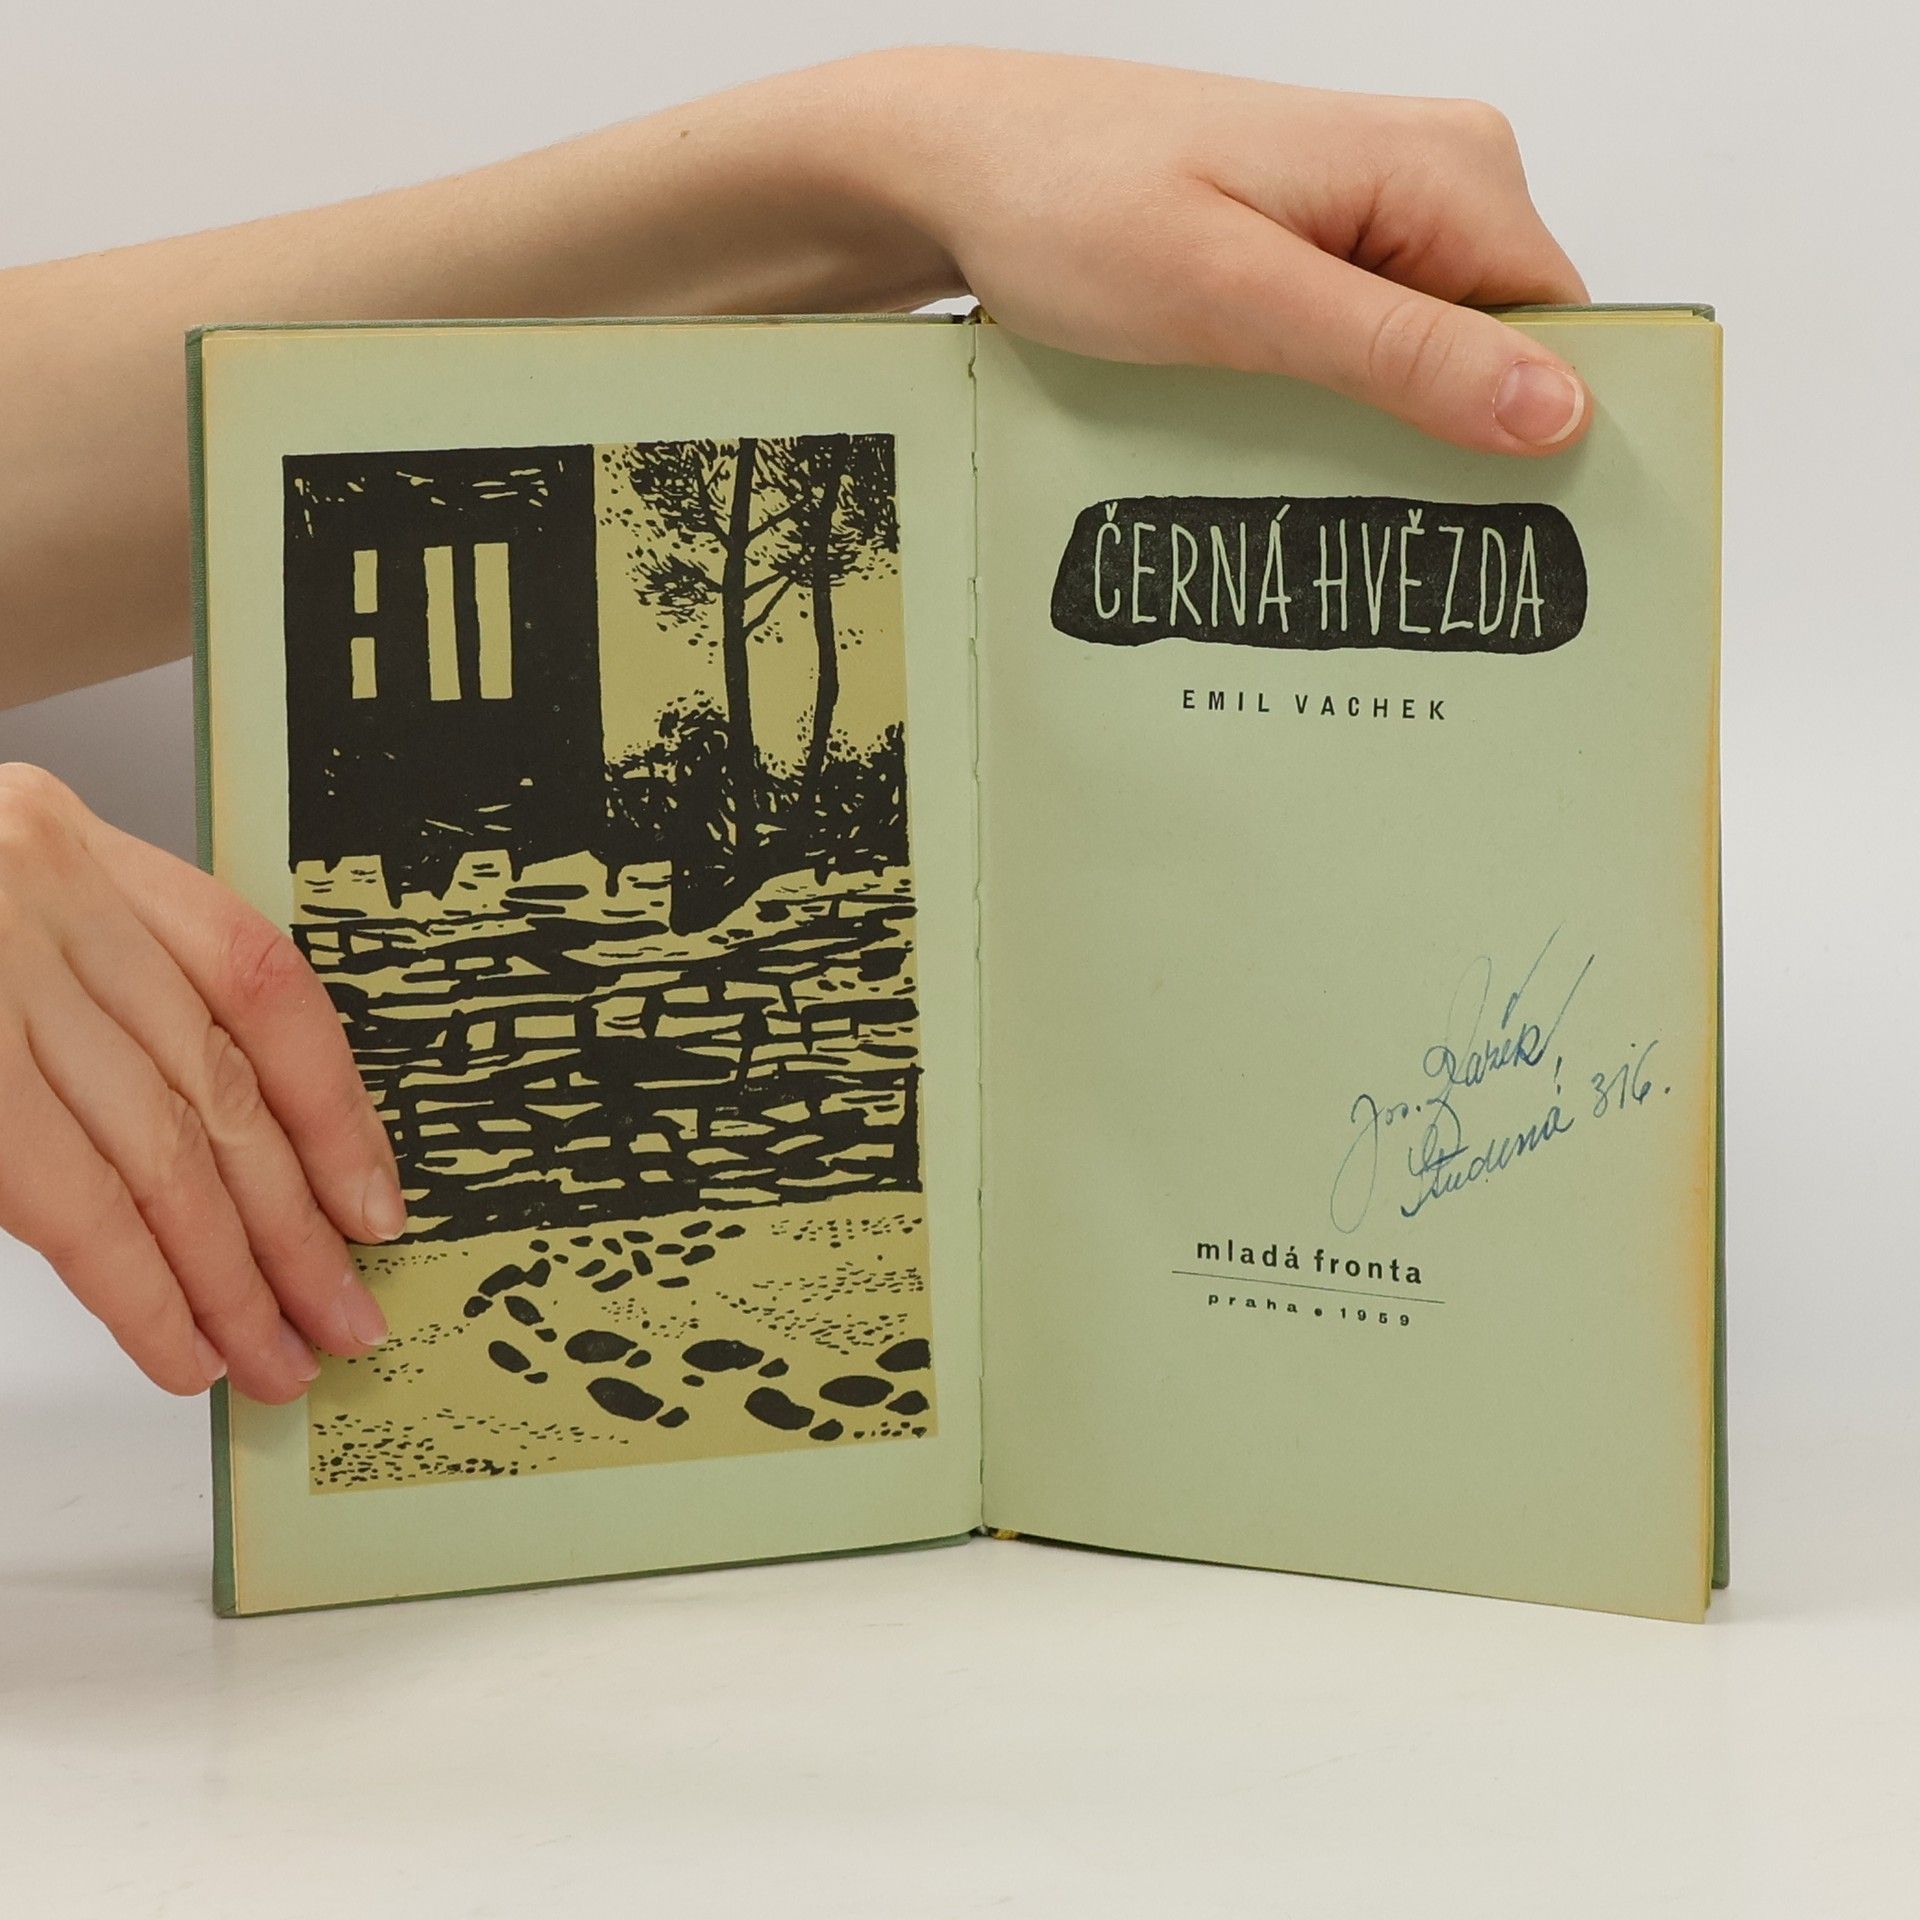 ČERNÁ HVĚZDA
EMIL VACHEK
Jos.
Studená 316.
mladá fronta
praha • 1959